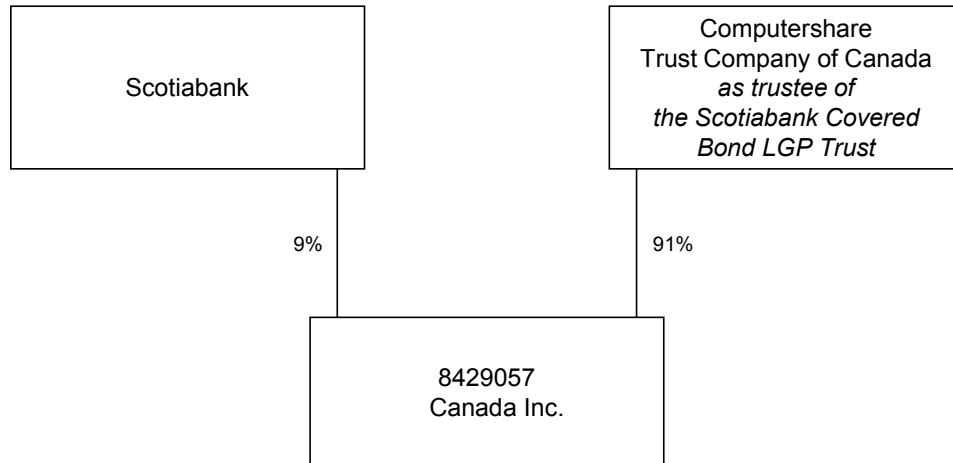 Scotiabank
Computershare
Trust Company of Canada
as trustee of
the Scotiabank Covered
Bond LGP Trust
9%
91%
8429057
Canada Inc.